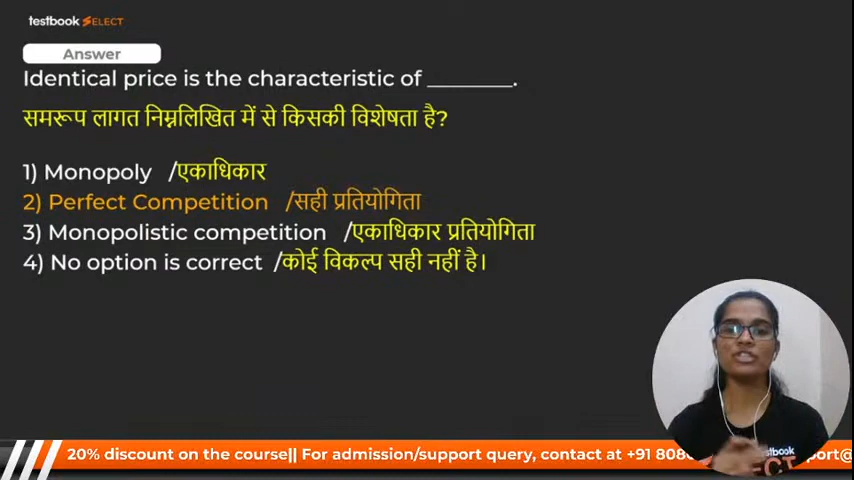 testbook SELECT
Answer
Identical price is the characteristic of ________.
समरूप लागत निम्नलिखित में से किसकी विशेषता है?
1) Monopoly /एकाधिकार
2) Perfect Competition /सही प्रतियोगिता
3) Monopolistic competition /एकाधिकार प्रतियोगिता
4) No option is correct /कोई विकल्प सही नहीं है।
20% discount on the course|| For admission/support query, contact at +91 808